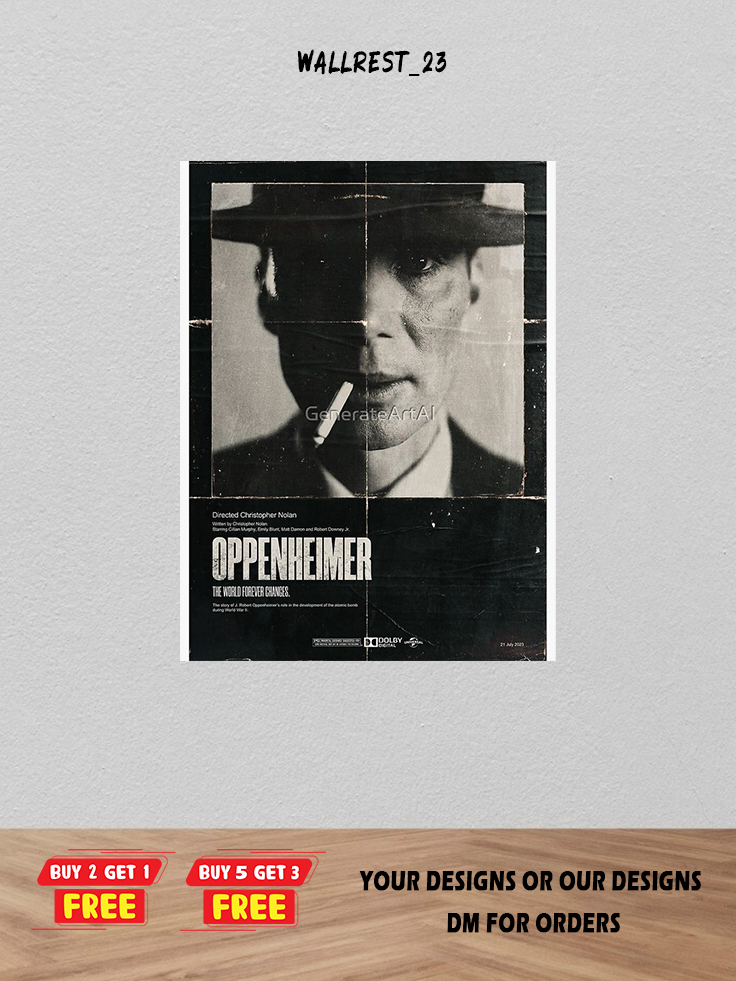 WALLREST_23
GenerateArtAI
Directed Christopher Nolan
Written by Christopher Nolan
Starring Cillian Murphy, Emily Blunt, Matt Damon and Robert Downey Jr.
OPPENHEIMER
THE WORLD FOREVER CHANGES.
The story of J. Robert Oppenheimer's role in the development of the atomic bomb
during World War II.
DOLBY
DIGITAL
UNIVERSAL
21 July 2023
BUY 2 GET 1
FREE
BUY 5 GET 3
FREE
YOUR DESIGNS OR OUR DESIGNS
DM FOR ORDERS